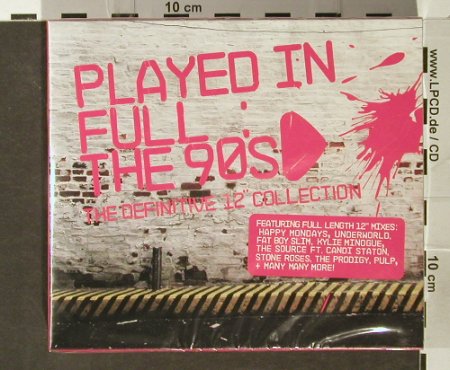 10 cm
PLAYED IN
FULL :
THE 90S
THE DEFINITIVE 12" COLLECTION
FEATURING FULL LENGTH 12" MIXES:
HAPPY MONDAYS, UNDERWORLD,
FAT BOY SLIM, KYLIE MINOGUE,
THE SOURCE FT. CANDI STATON,
STONE ROSES, THE PRODIGY, PULP,
+ MANY MANY MORE!
www.LPCD.de / CD
10 cm